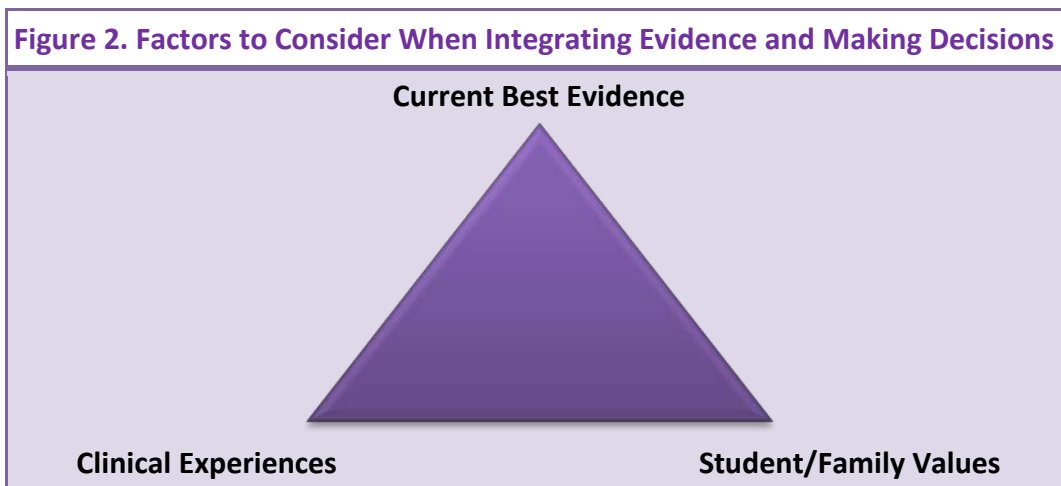 Figure 2. Factors to Consider When Integrating Evidence and Making Decisions
Current Best Evidence
Clinical Experiences
Student/Family Values